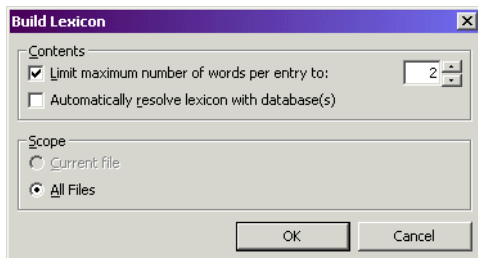 Build Lexicon
Contents
Limit maximum number of words per entry to: 2
Automatically resolve lexicon with database(s)
Scope
Current file
All Files
OK Cancel